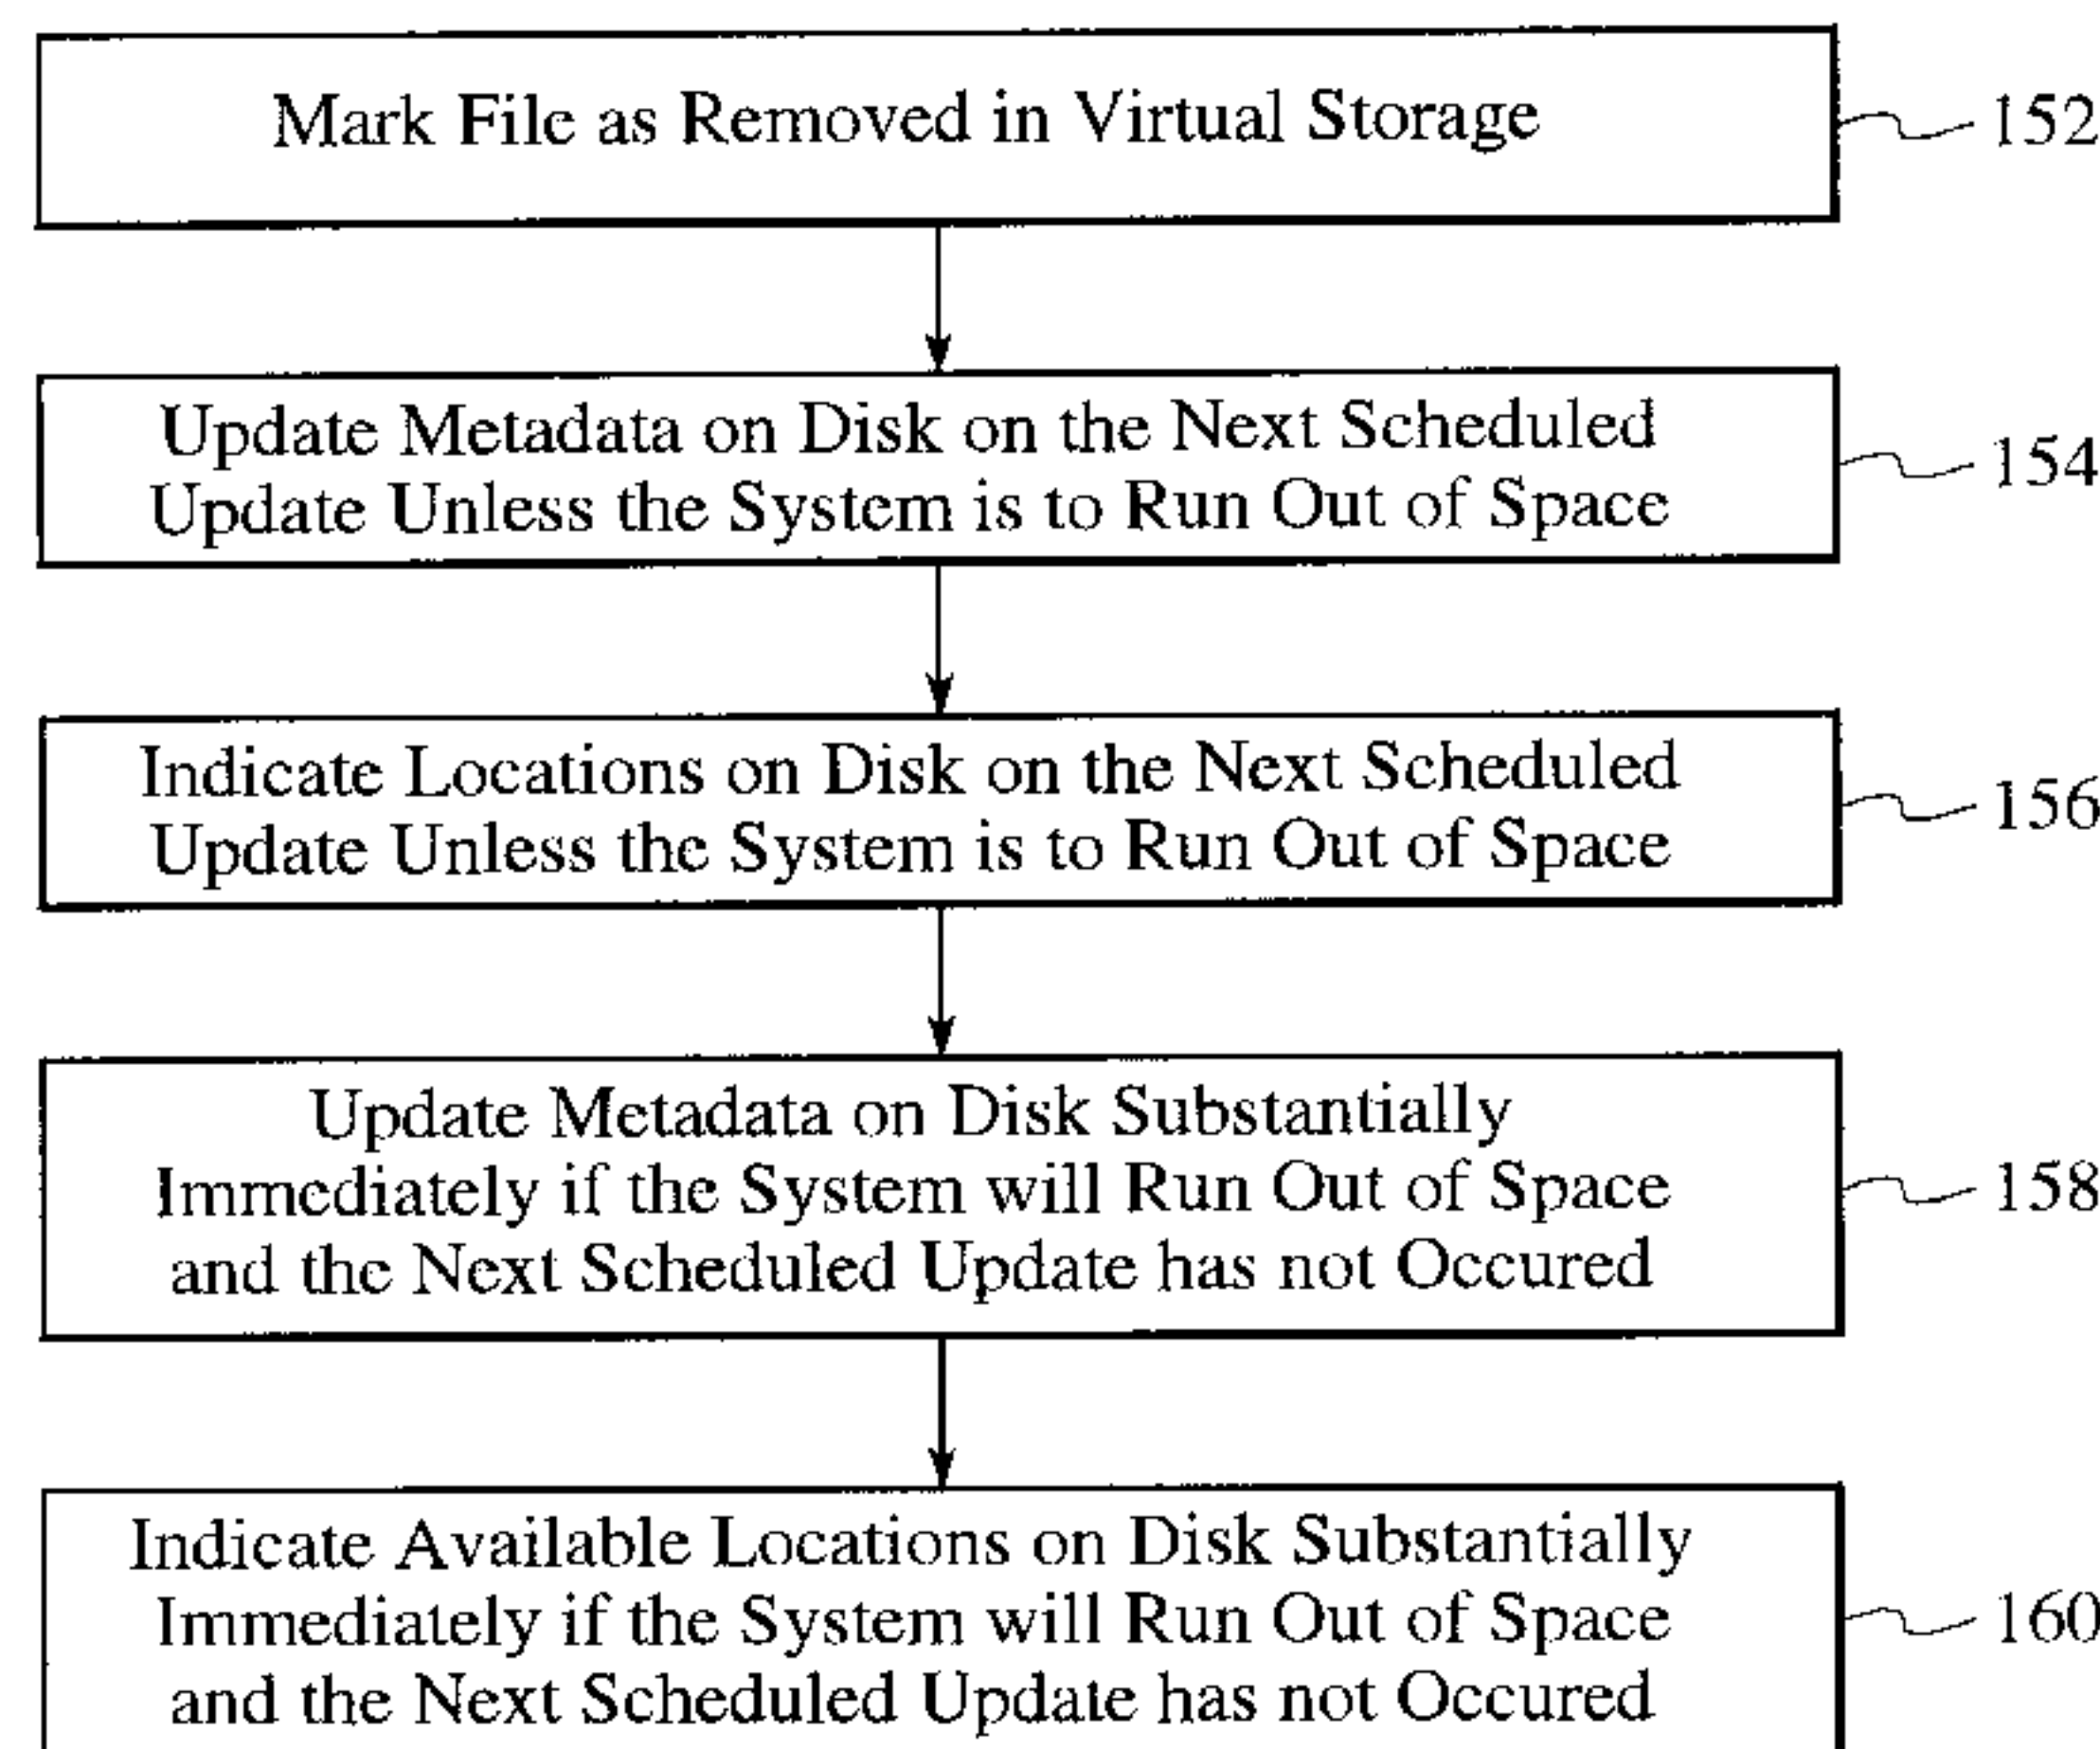 Mark File as Removed in Virtual Storage
152
Update Metadata on Disk on the Next Scheduled
Update Unless the System is to Run Out of Space
154
Indicate Locations on Disk on the Next Scheduled
Update Unless the System is to Run Out of Space
156
Update Metadata on Disk Substantially
Immediately if the System will Run Out of Space
and the Next Scheduled Update has not Occured
158
Indicate Available Locations on Disk Substantially
Immediately if the System will Run Out of Space
and the Next Scheduled Update has not Occured
160